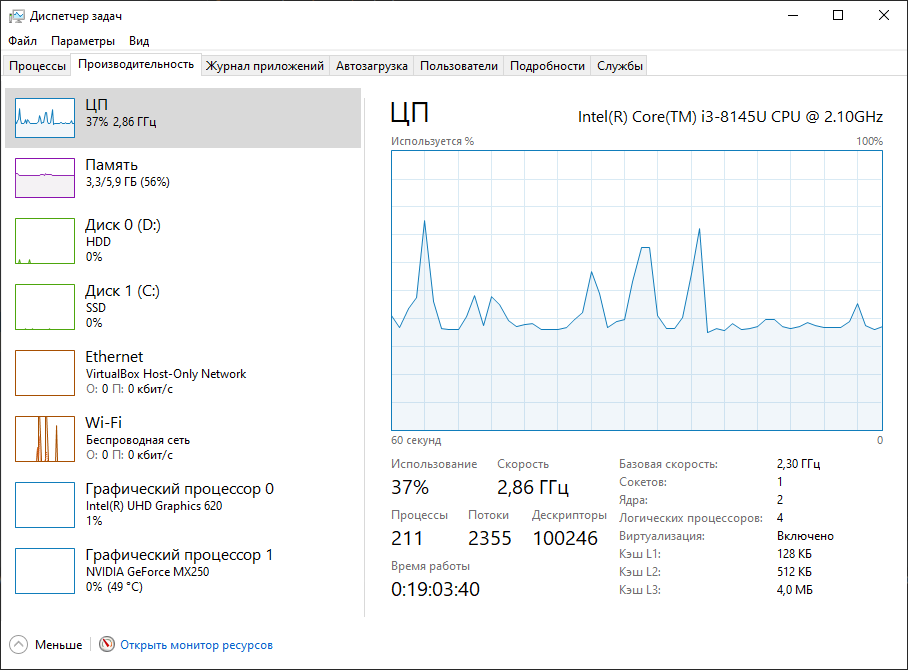 Диспетчер задач
Файл Параметры Вид
Процессы Производительность Журнал приложений Автозагрузка Пользователи Подробности Службы
ЦП
37% 2,86 ГГц
Память
3,3/5,9 ГБ (56%)
Диск 0 (D:)
HDD
0%
Диск 1 (C:)
SSD
0%
Ethernet
VirtualBox Host-Only Network
О: 0 П: 0 кбит/с
Wi-Fi
Беспроводная сеть
О: 0 П: 0 кбит/с
Графический процессор 0
Intel(R) UHD Graphics 620
1%
Графический процессор 1
NVIDIA GeForce MX250
0% (49 °C)
ЦП Intel(R) Core(TM) i3-8145U CPU @ 2.10GHz
Используется % 100%
60 секунд 0
Использование Скорость
37% 2,86 ГГц
Процессы Потоки Дескрипторы
211 2355 100246
Время работы
0:19:03:40
Базовая скорость: 2,30 ГГц
Сокетов: 1
Ядра: 2
Логических процессоров: 4
Виртуализация: Включено
Кэш L1: 128 КБ
Кэш L2: 512 КБ
Кэш L3: 4,0 МБ
Меньше Открыть монитор ресурсов